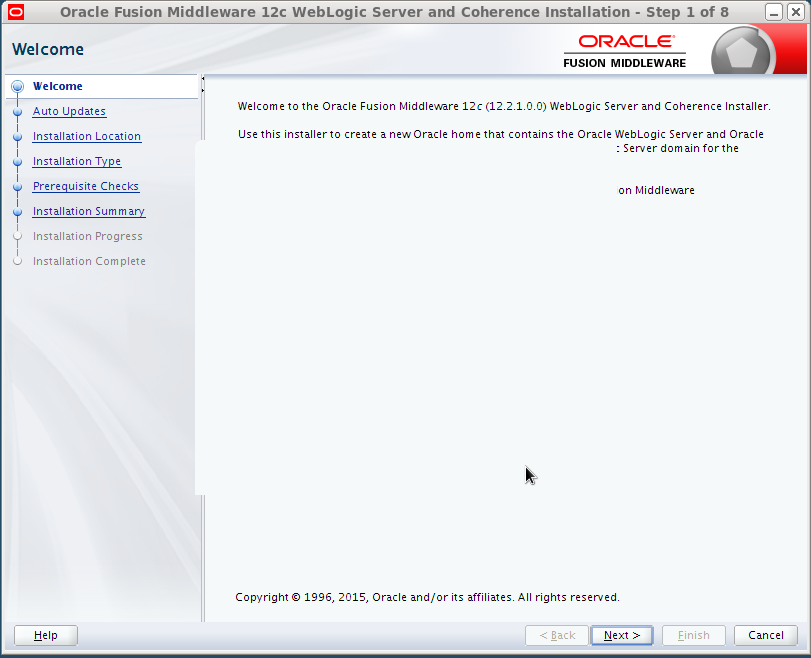 Oracle Fusion Middleware 12c WebLogic Server and Coherence Installation - Step 1 of 8
Welcome
ORACLE
FUSION MIDDLEWARE
Welcome
Auto Updates
Installation Location
Installation Type
Prerequisite Checks
Installation Summary
Installation Progress
Installation Complete
Welcome to the Oracle Fusion Middleware 12c (12.2.1.0.0) WebLogic Server and Coherence Installer.
Use this installer to create a new Oracle home that contains the Oracle WebLogic Server and Oracle
Server domain for the
on Middleware
Copyright © 1996, 2015, Oracle and/or its affiliates. All rights reserved.
Help
< Back
Next >
Finish
Cancel